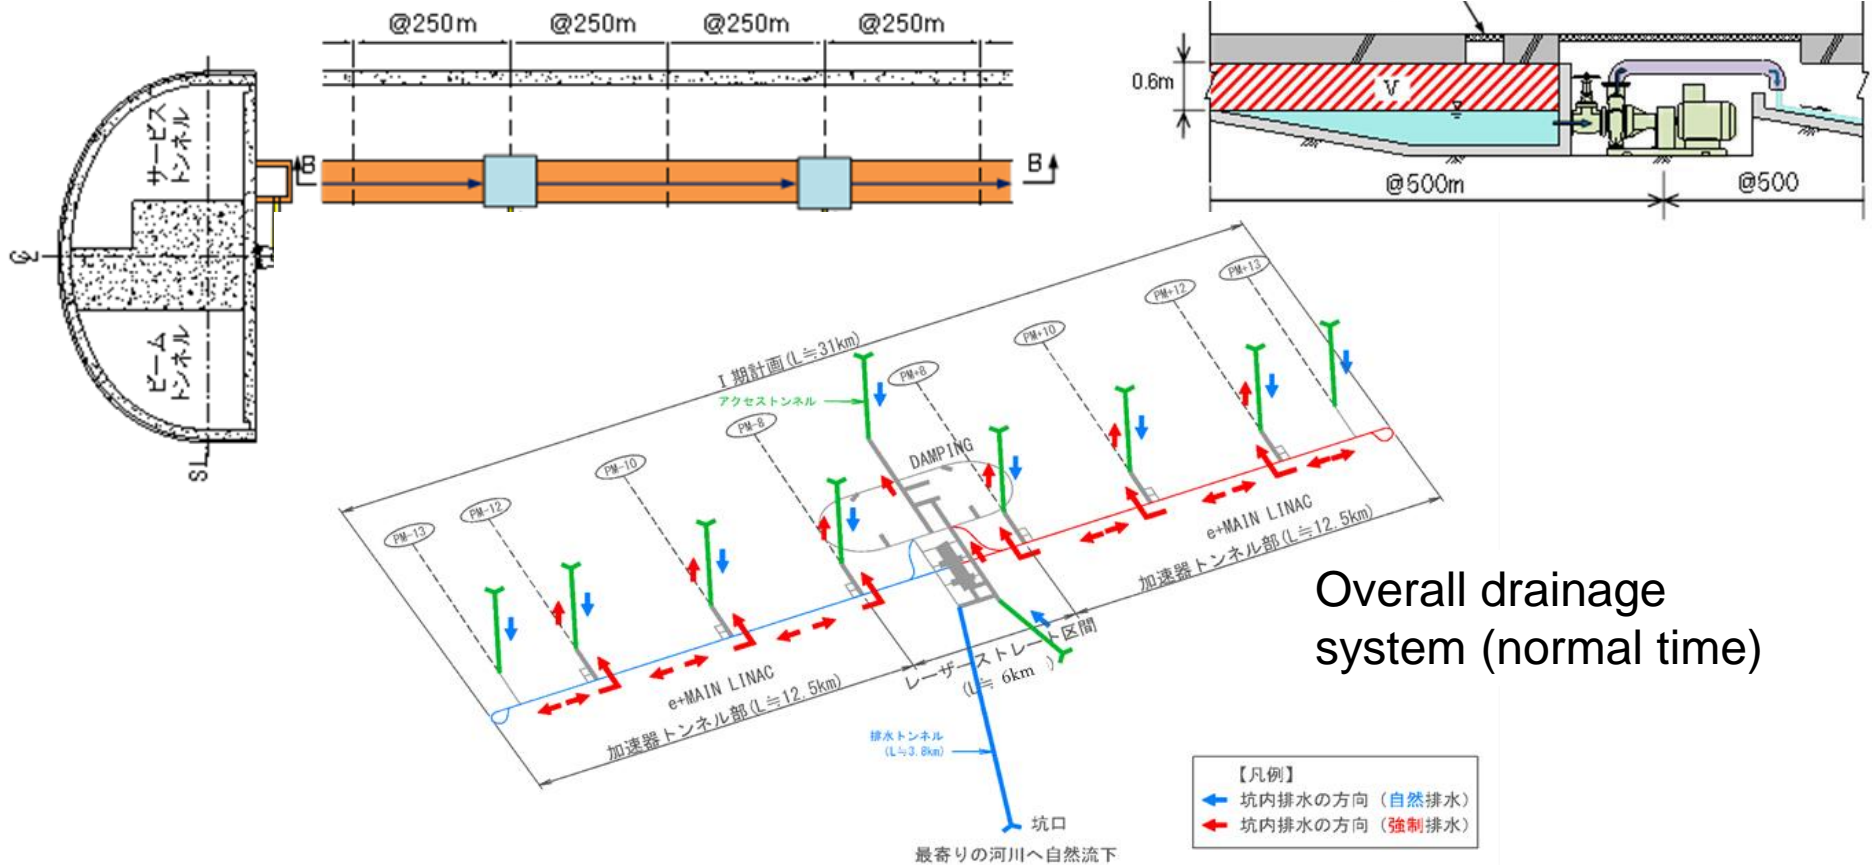 @250m
@250m
@250m
@250m
サービス
トンネル
ビーム
トンネル
SL
B
B
0.6m
V
@500m
@500
Ⅰ期計画(L≒31km)
アクセストンネル
DAMPING
PM-13
PM-12
PM-10
PM-8
PM+8
PM+10
PM+12
PM+13
e+MAIN LINAC
加速器トンネル部(L≒12.5km)
レーザーストレート区間
(L≒ 6km )
e+MAIN LINAC
加速器トンネル部(L≒12.5km)
排水トンネル
(L≒3.8km)
坑口
最寄りの河川へ自然流下
Overall drainage
system (normal time)
【凡例】
坑内排水の方向 (自然排水)
坑内排水の方向 (強制排水)